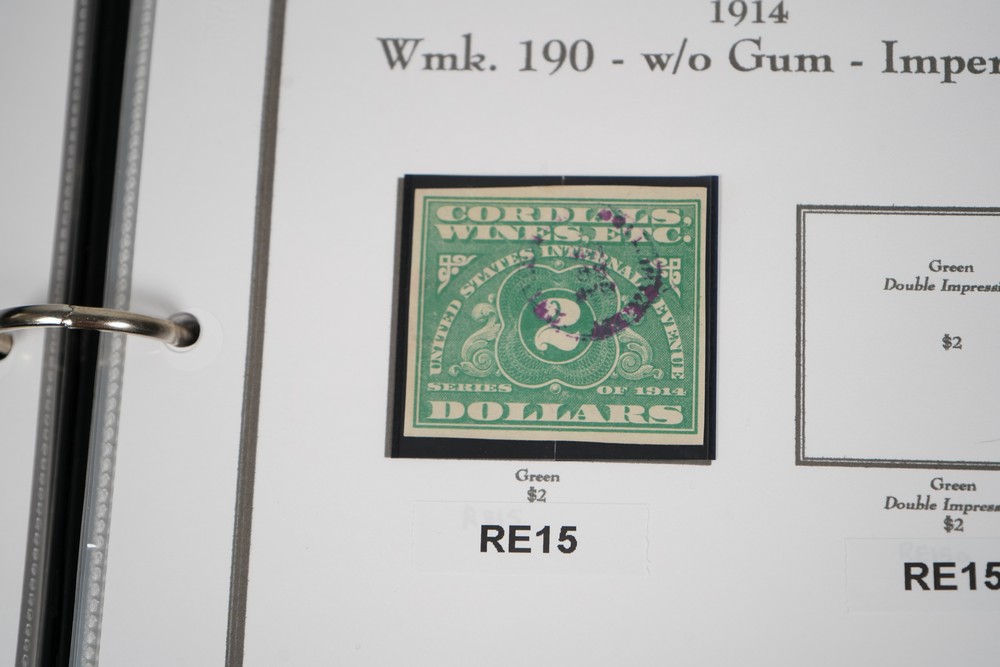 1914
Wmk. 190 - w/o Gum - Imper
CORDIALS,
WINES, ETC.
UNITED STATES INTERNAL REVENUE
2
SERIES OF 1914
DOLLARS
Green
$2
RE15
Green
Double Impress
$2
Green
Double Impress
$2
RE15